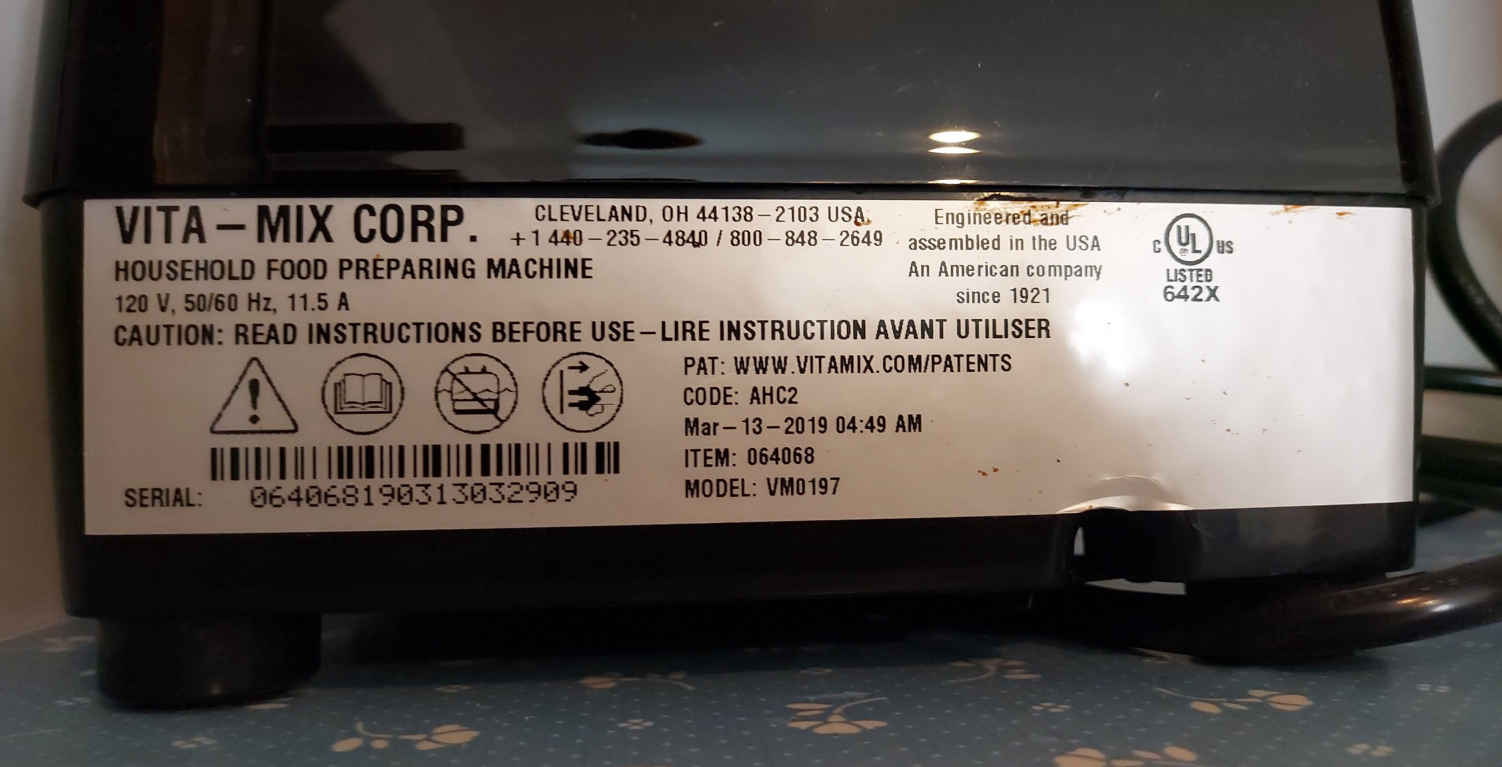 VITA-MIX CORP.
CLEVELAND, OH 44138-2103 USA.
+1 440-235-4840 / 800-848-2649
Engineered and
assembled in the USA
An American company
since 1921
C UL US
LISTED
642X
HOUSEHOLD FOOD PREPARING MACHINE
120 V, 50/60 Hz, 11.5 A
CAUTION: READ INSTRUCTIONS BEFORE USE-LIRE INSTRUCTION AVANT UTILISER
PAT: WWW.VITAMIX.COM/PATENTS
CODE: AHC2
Mar-13-2019 04:49 AM
ITEM: 064068
MODEL: VM0197
SERIAL: 064068190313032909